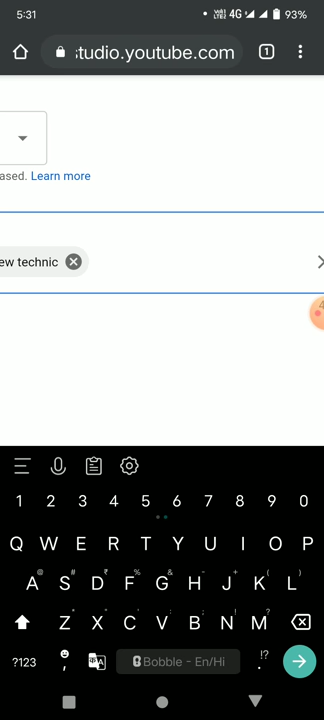 5:31 4G 93%
studio.youtube.com 1
ased. Learn more
ew technic
1 2 3 4 5 6 7 8 9 0
Q W E R T Y U I O P
@ # ₹ % & - + ( )
A S D F G H J K L
* " ' : ; ! ?
Z X C V B N M
?123 , Bobble - En/Hi . !?